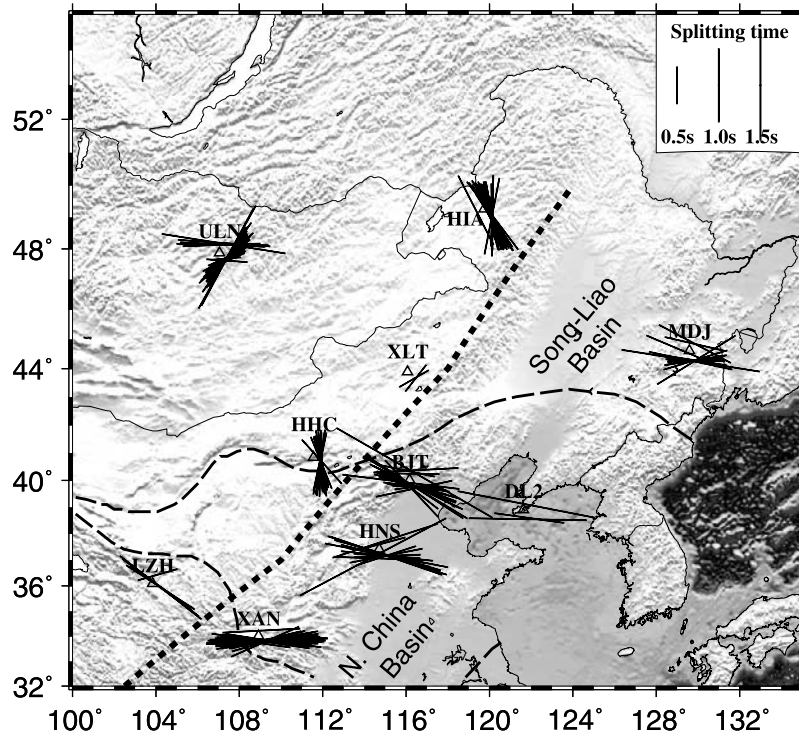 Splitting time
0.5s 1.0s 1.5s
52°
48°
44°
40°
36°
32°
HIA
ULN
Song-Liao
Basin
MDJ
XLT
HHC
BJT
DL2
HNS
LZH
XAN
N. China
Basin
100° 104° 108° 112° 116° 120° 124° 128° 132°